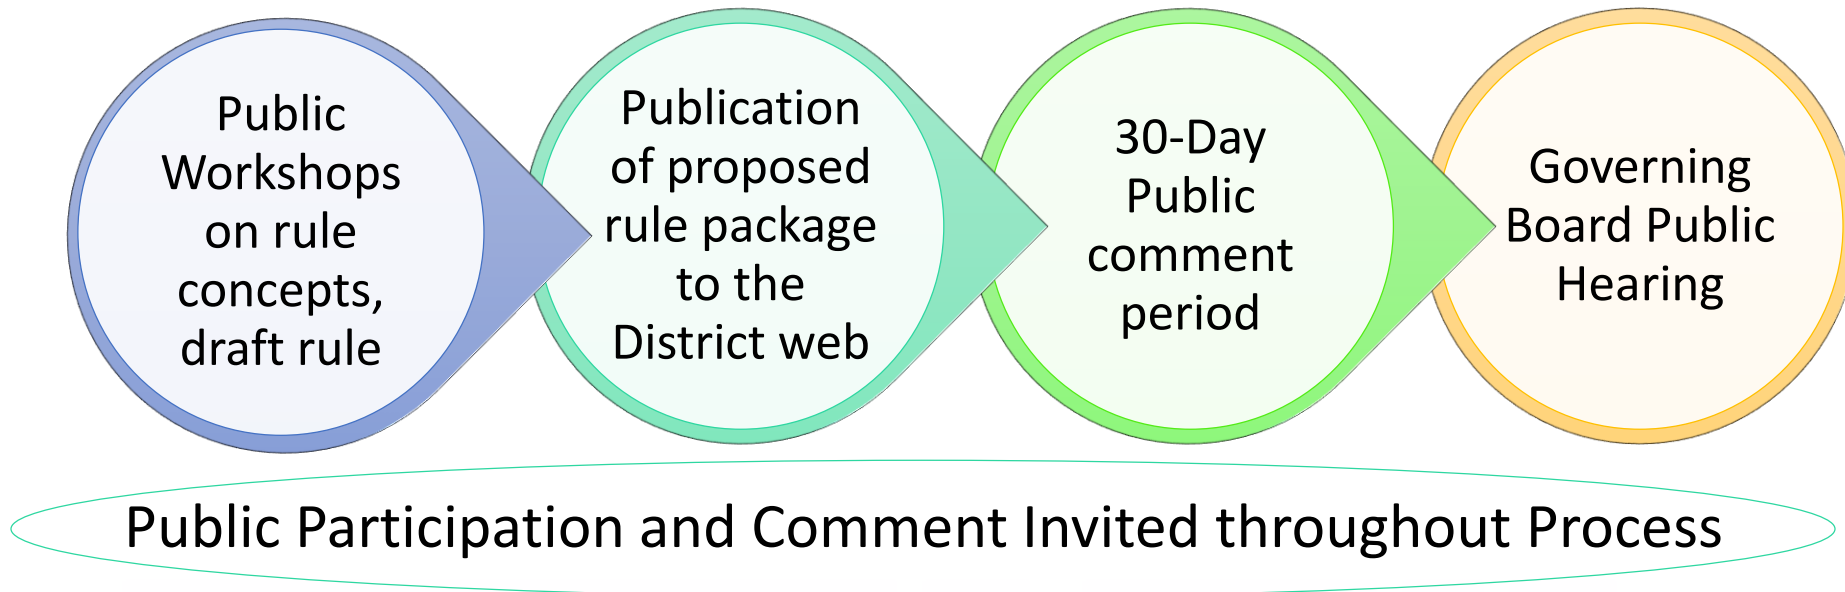 Public
Workshops
on rule
concepts,
draft rule
Publication
of proposed
rule package
to the
District web
30-Day
Public
comment
period
Governing
Board Public
Hearing
Public Participation and Comment Invited throughout Process